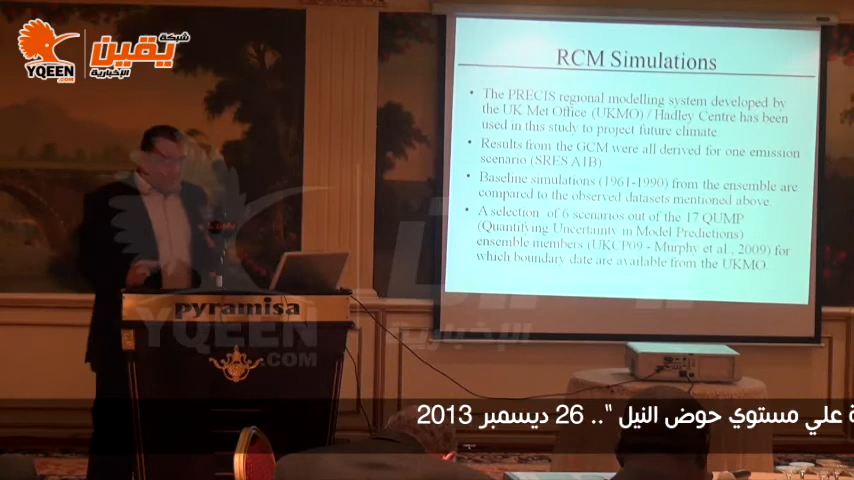 شبكة
يقين
الإخبارية
YQEEN
.COM
RCM Simulations
• The PRECIS regional modelling system developed by
the UK Met Office (UKMO) / Hadley Centre has been
used in this study to project future climate.
• Results from the GCM were all derived for one emission
scenario (SRES A1B)
• Baseline simulations (1961-1990) from the ensemble are
compared to the observed datasets mentioned above.
• A selection of 6 scenarios out of the 17 QUMP
(Quantifying Uncertainty in Model Predictions)
ensemble members (UKCP09 - Murphy et al., 2009) for
which boundary date are available from the UKMO.
pyramisa
YQEEN
.COM
الإخبارية
ة علي مستوي حوض النيل ".. 26 ديسمبر 2013